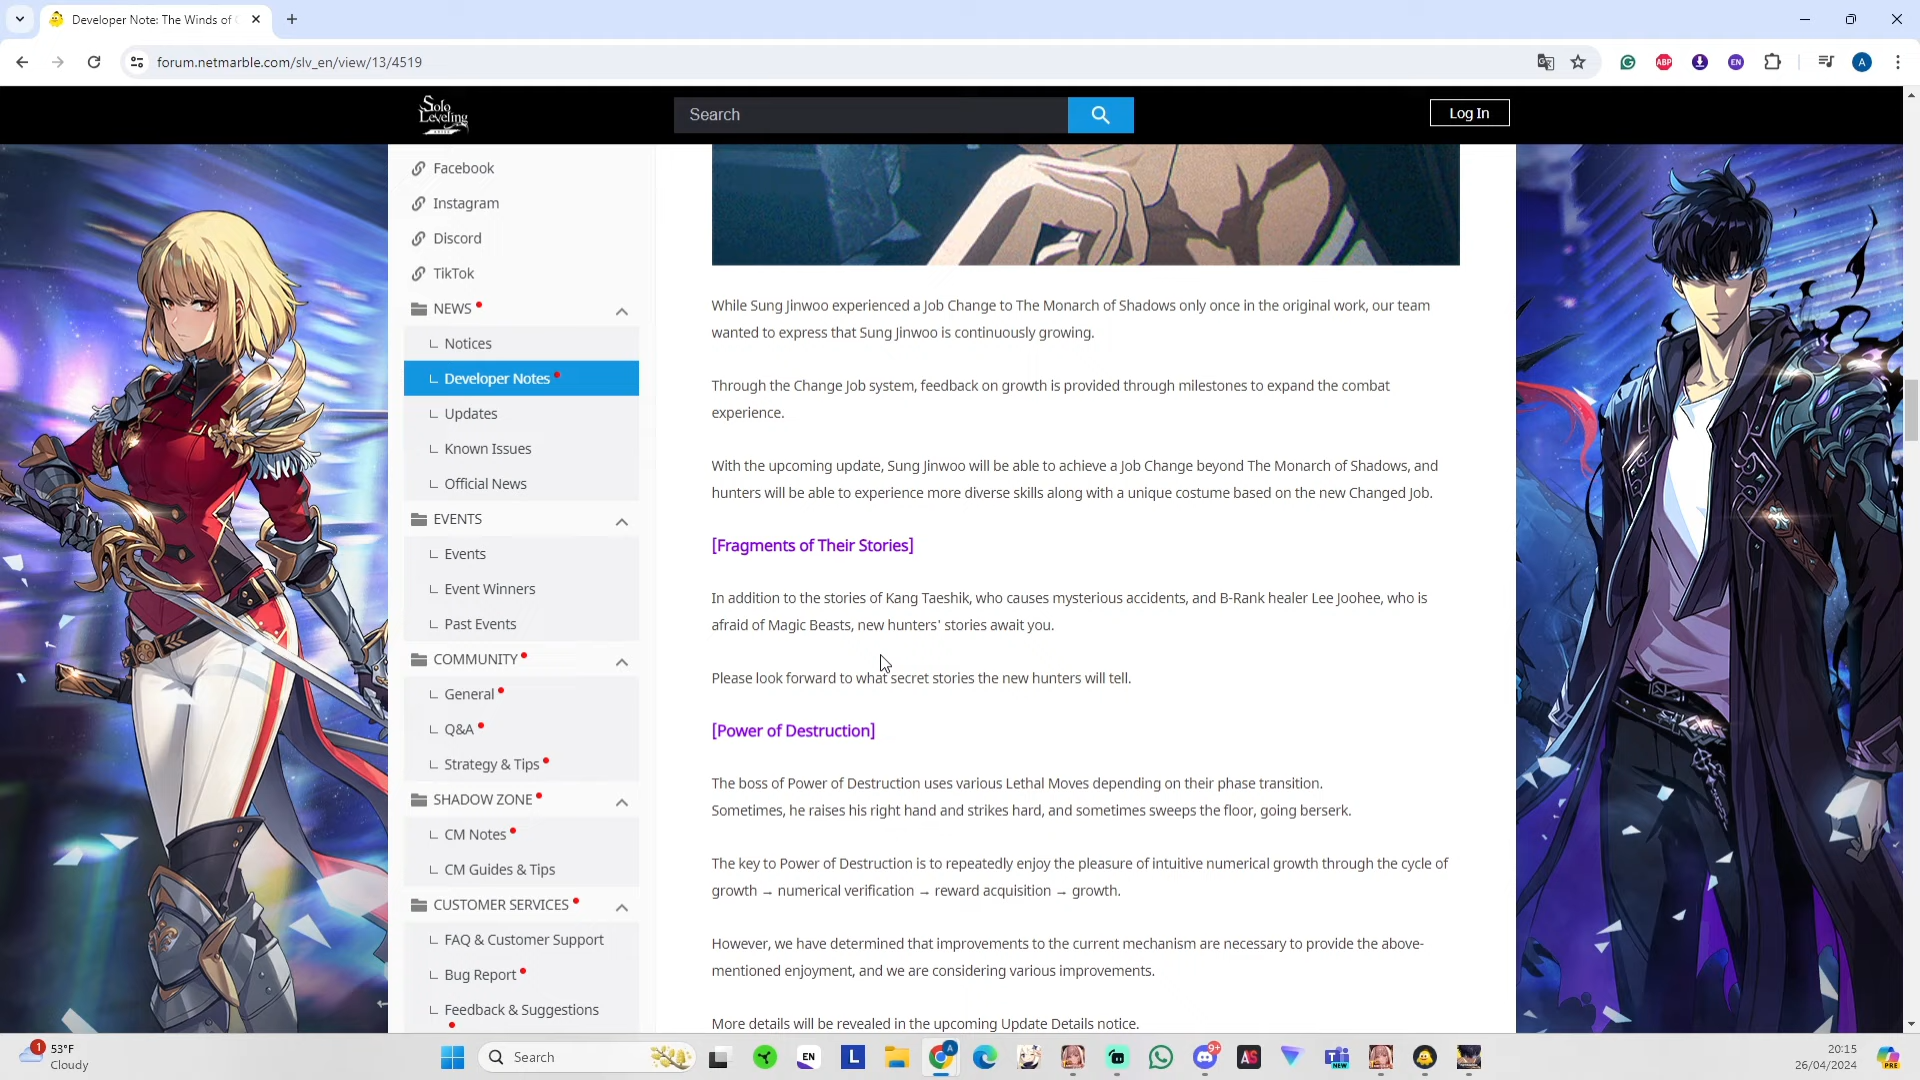 Developer Note: The Winds of
forum.netmarble.com/slv_en/view/13/4519
ABP
EN
A
Solo
Leveling
Search
Log In
Facebook
Instagram
Discord
TikTok
NEWS
Notices
Developer Notes
Updates
Known Issues
Official News
EVENTS
Events
Event Winners
Past Events
COMMUNITY
General
Q&A
Strategy & Tips
SHADOW ZONE
CM Notes
CM Guides & Tips
CUSTOMER SERVICES
FAQ & Customer Support
Bug Report
Feedback & Suggestions
While Sung Jinwoo experienced a Job Change to The Monarch of Shadows only once in the original work, our team
wanted to express that Sung Jinwoo is continuously growing.
Through the Change Job system, feedback on growth is provided through milestones to expand the combat
experience.
With the upcoming update, Sung Jinwoo will be able to achieve a Job Change beyond The Monarch of Shadows, and
hunters will be able to experience more diverse skills along with a unique costume based on the new Changed Job.
[Fragments of Their Stories]
In addition to the stories of Kang Taeshik, who causes mysterious accidents, and B-Rank healer Lee Joohee, who is
afraid of Magic Beasts, new hunters' stories await you.
Please look forward to what secret stories the new hunters will tell.
[Power of Destruction]
The boss of Power of Destruction uses various Lethal Moves depending on their phase transition.
Sometimes, he raises his right hand and strikes hard, and sometimes sweeps the floor, going berserk.
The key to Power of Destruction is to repeatedly enjoy the pleasure of intuitive numerical growth through the cycle of
growth → numerical verification → reward acquisition → growth.
However, we have determined that improvements to the current mechanism are necessary to provide the above-
mentioned enjoyment, and we are considering various improvements.
More details will be revealed in the upcoming Update Details notice.
1
53°F
Cloudy
Search
EN
L
A
9+
AS
NEW
20:15
26/04/2024
PRE